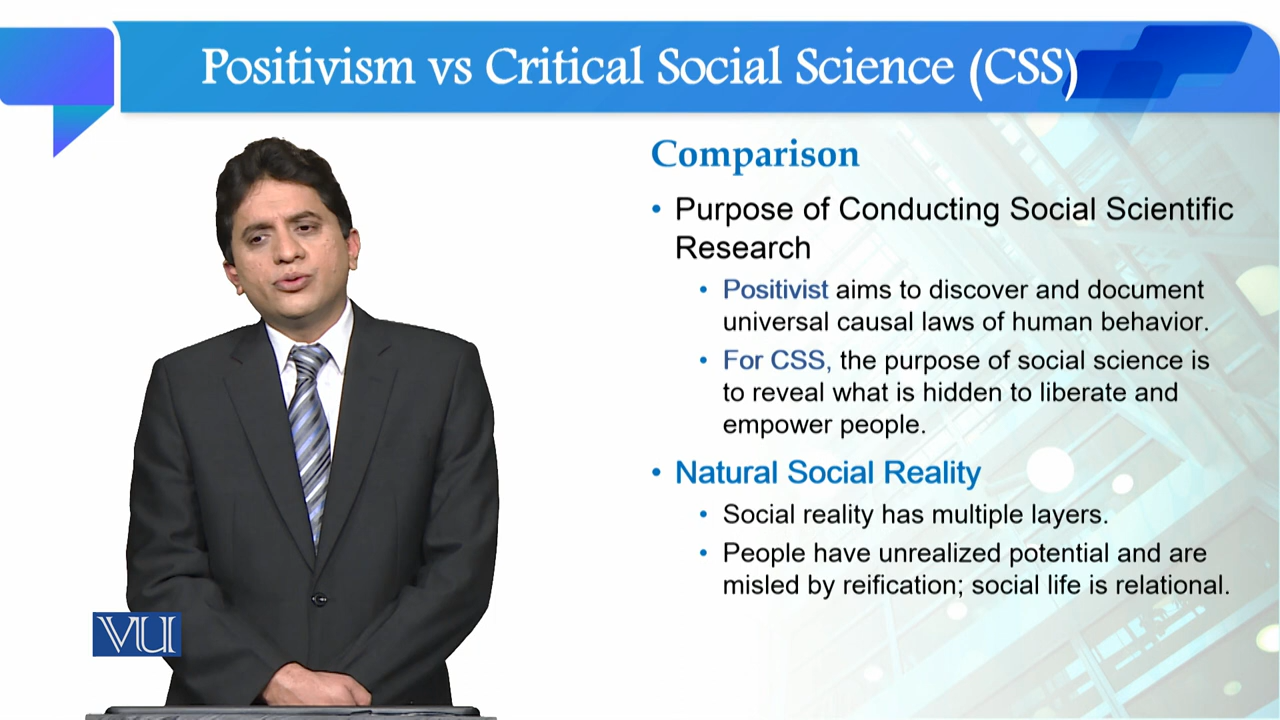 Positivism vs Critical Social Science (CSS)
Comparison
• Purpose of Conducting Social Scientific
Research
• Positivist aims to discover and document
universal causal laws of human behavior.
• For CSS, the purpose of social science is
to reveal what is hidden to liberate and
empower people.
• Natural Social Reality
• Social reality has multiple layers.
• People have unrealized potential and are
misled by reification; social life is relational.
VU